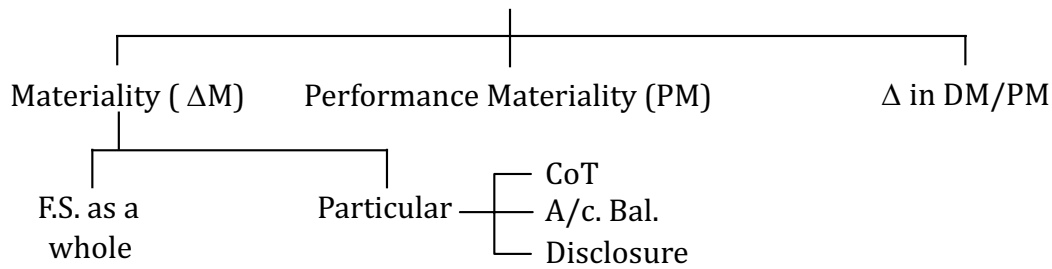 Materiality ( ΔM)
Performance Materiality (PM)
Δ in DM/PM
F.S. as a
whole
Particular
CoT
A/c. Bal.
Disclosure